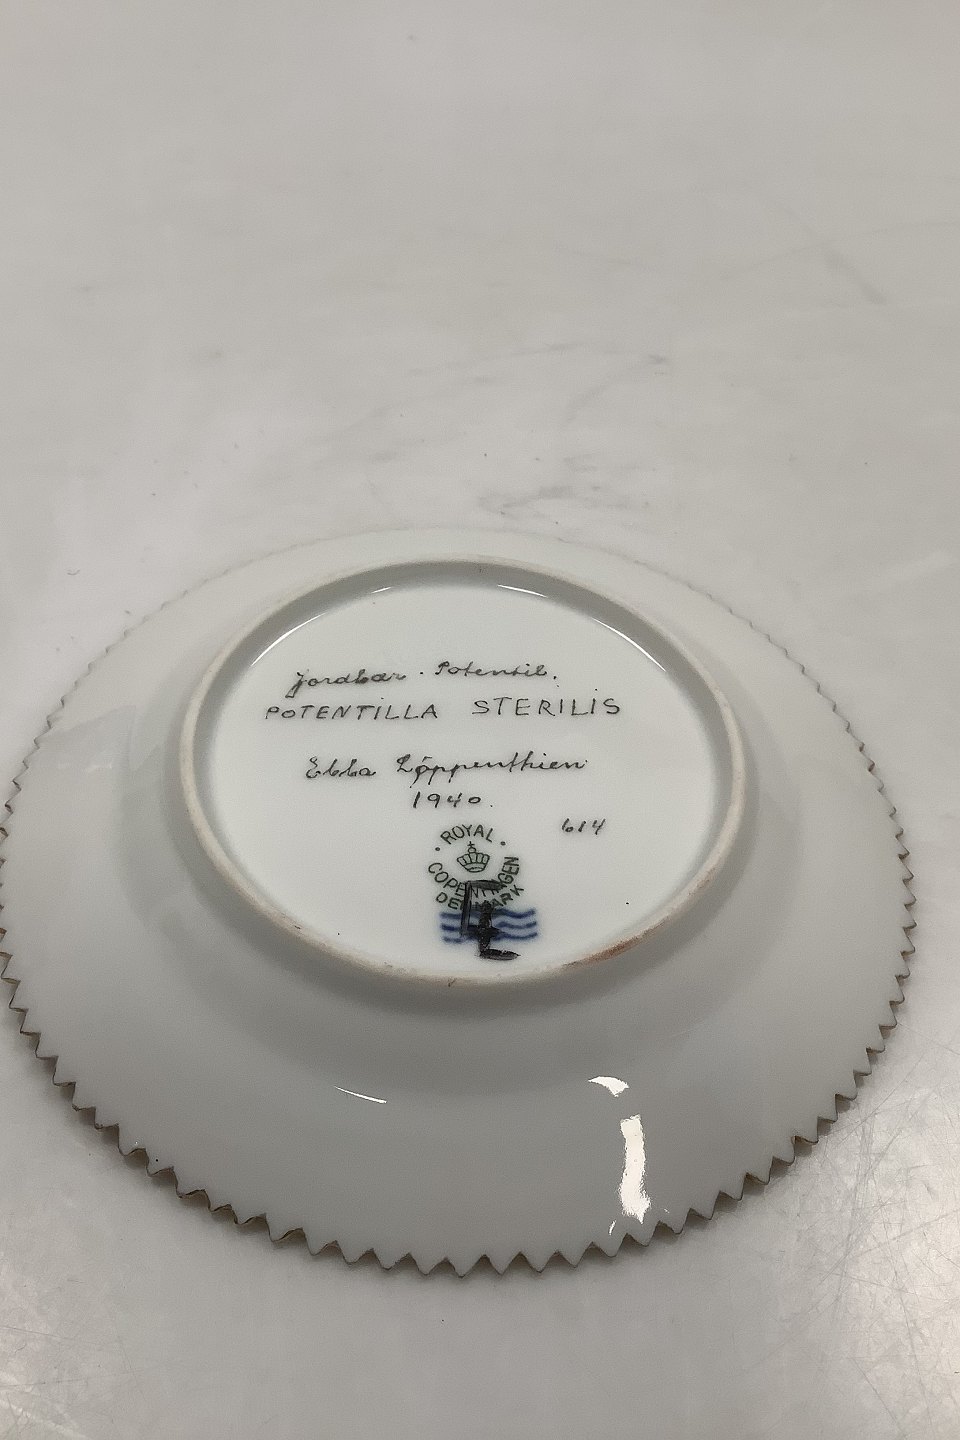 Jordbær. Potentil.
POTENTILLA STERILIS
Ebba Løppenthien
1940.
614
ROYAL
COPENHAGEN
DENMARK